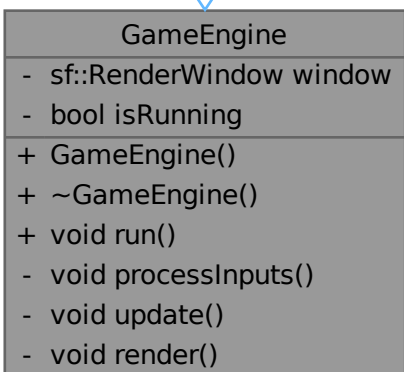 GameEngine
- sf::RenderWindow window
- bool isRunning
+ GameEngine()
+ ~GameEngine()
+ void run()
- void processInputs()
- void update()
- void render()